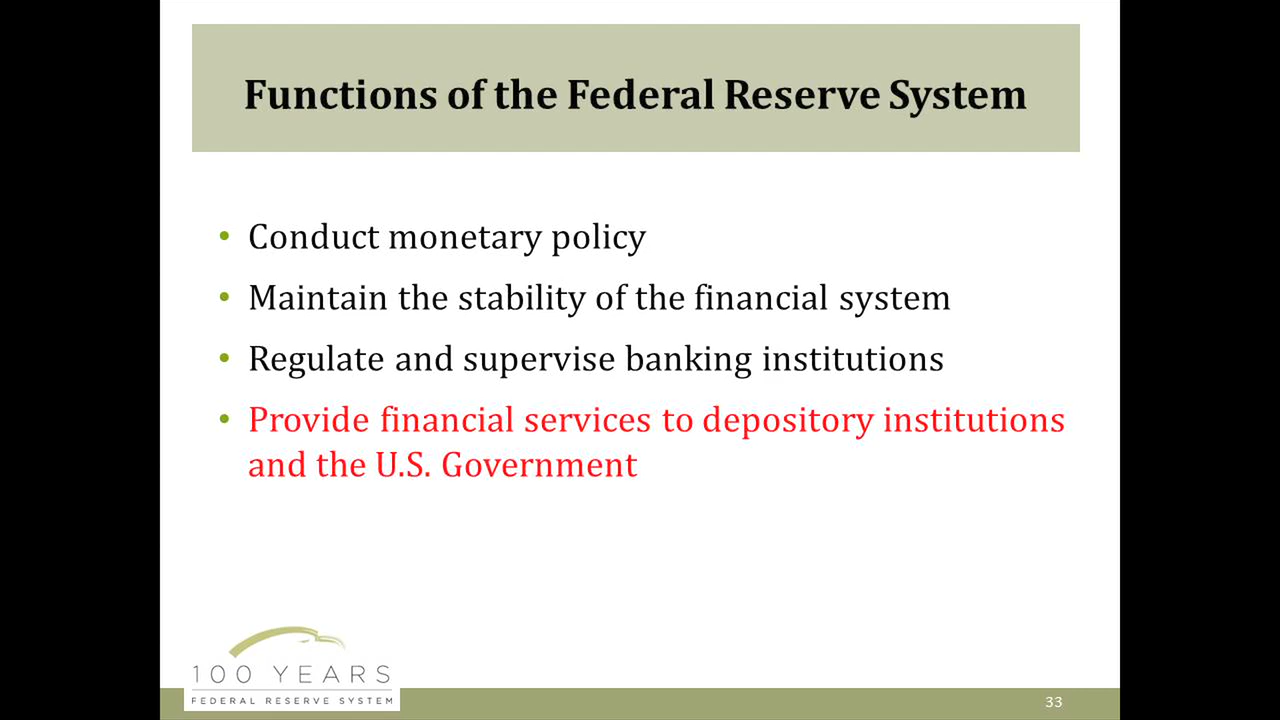 Functions of the Federal Reserve System
• Conduct monetary policy
• Maintain the stability of the financial system
• Regulate and supervise banking institutions
• Provide financial services to depository institutions
and the U.S. Government
100 YEARS
FEDERAL RESERVE SYSTEM
33